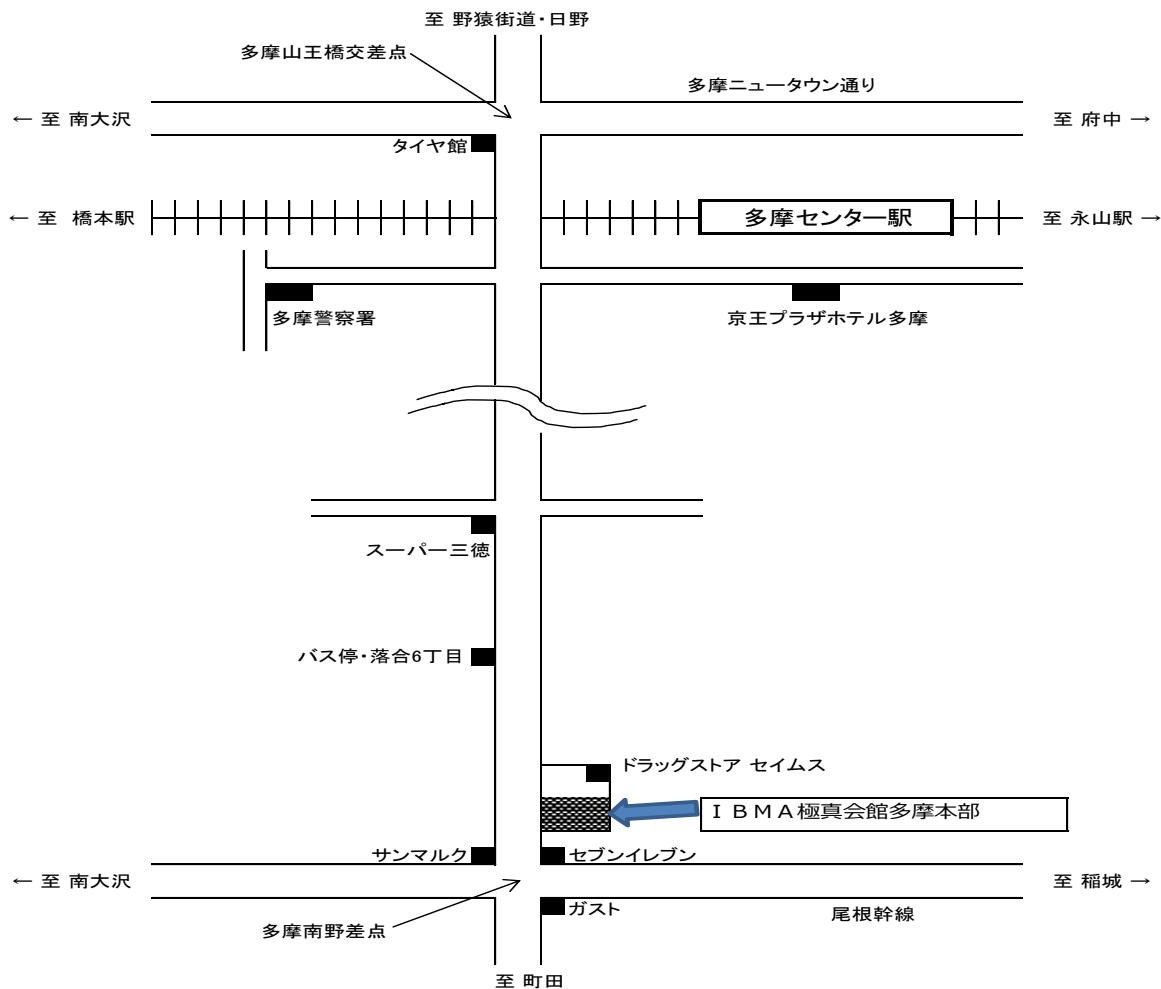 至 野猿街道・日野
多摩山王橋交差点
多摩ニュータウン通り
← 至 南大沢
至 府中 →
タイヤ館
← 至 橋本駅
多摩センター駅
至 永山駅 →
多摩警察署
京王プラザホテル多摩
スーパー三徳
バス停・落合6丁目
ドラッグストア セイムス
ＩＢＭＡ極真会館多摩本部
サンマルク
セブンイレブン
← 至 南大沢
至 稲城 →
ガスト
尾根幹線
多摩南野差点
至 町田